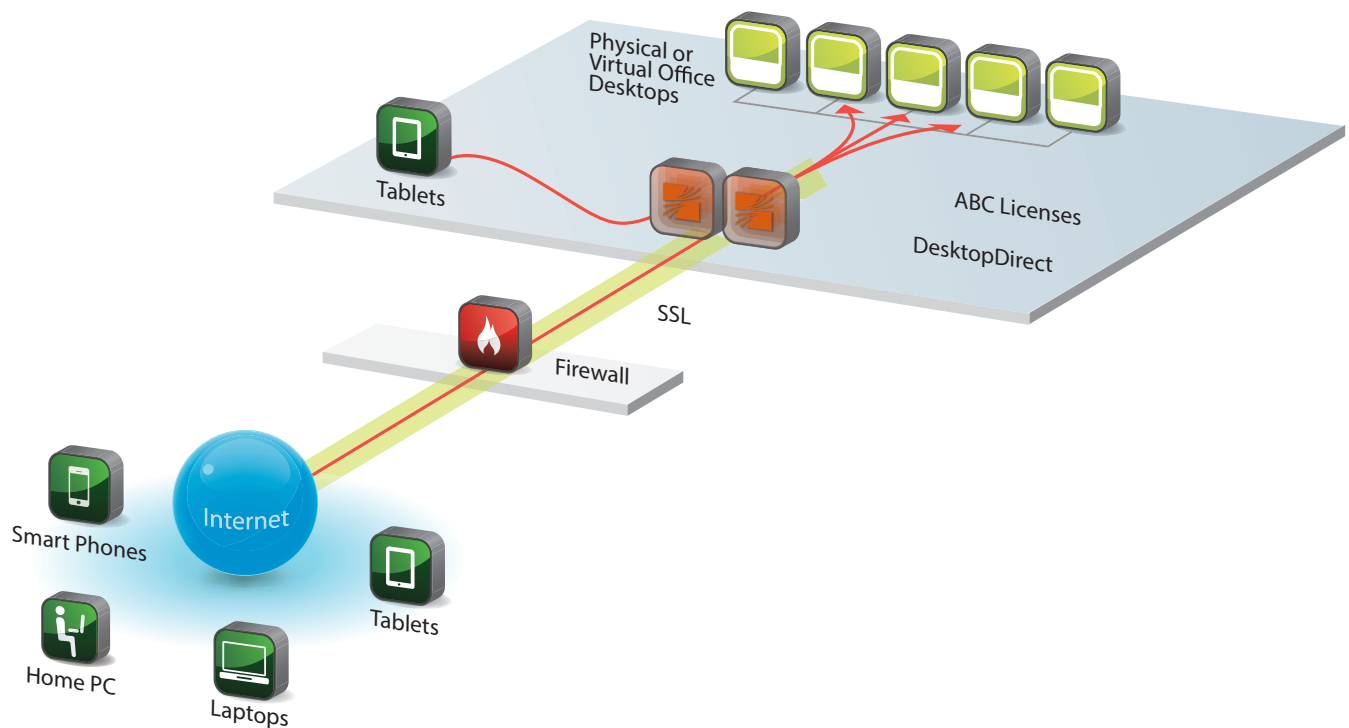 Physical or
Virtual Office
Desktops
Tablets
ABC Licenses
DesktopDirect
SSL
Firewall
Internet
Smart Phones
Tablets
Home PC
Laptops